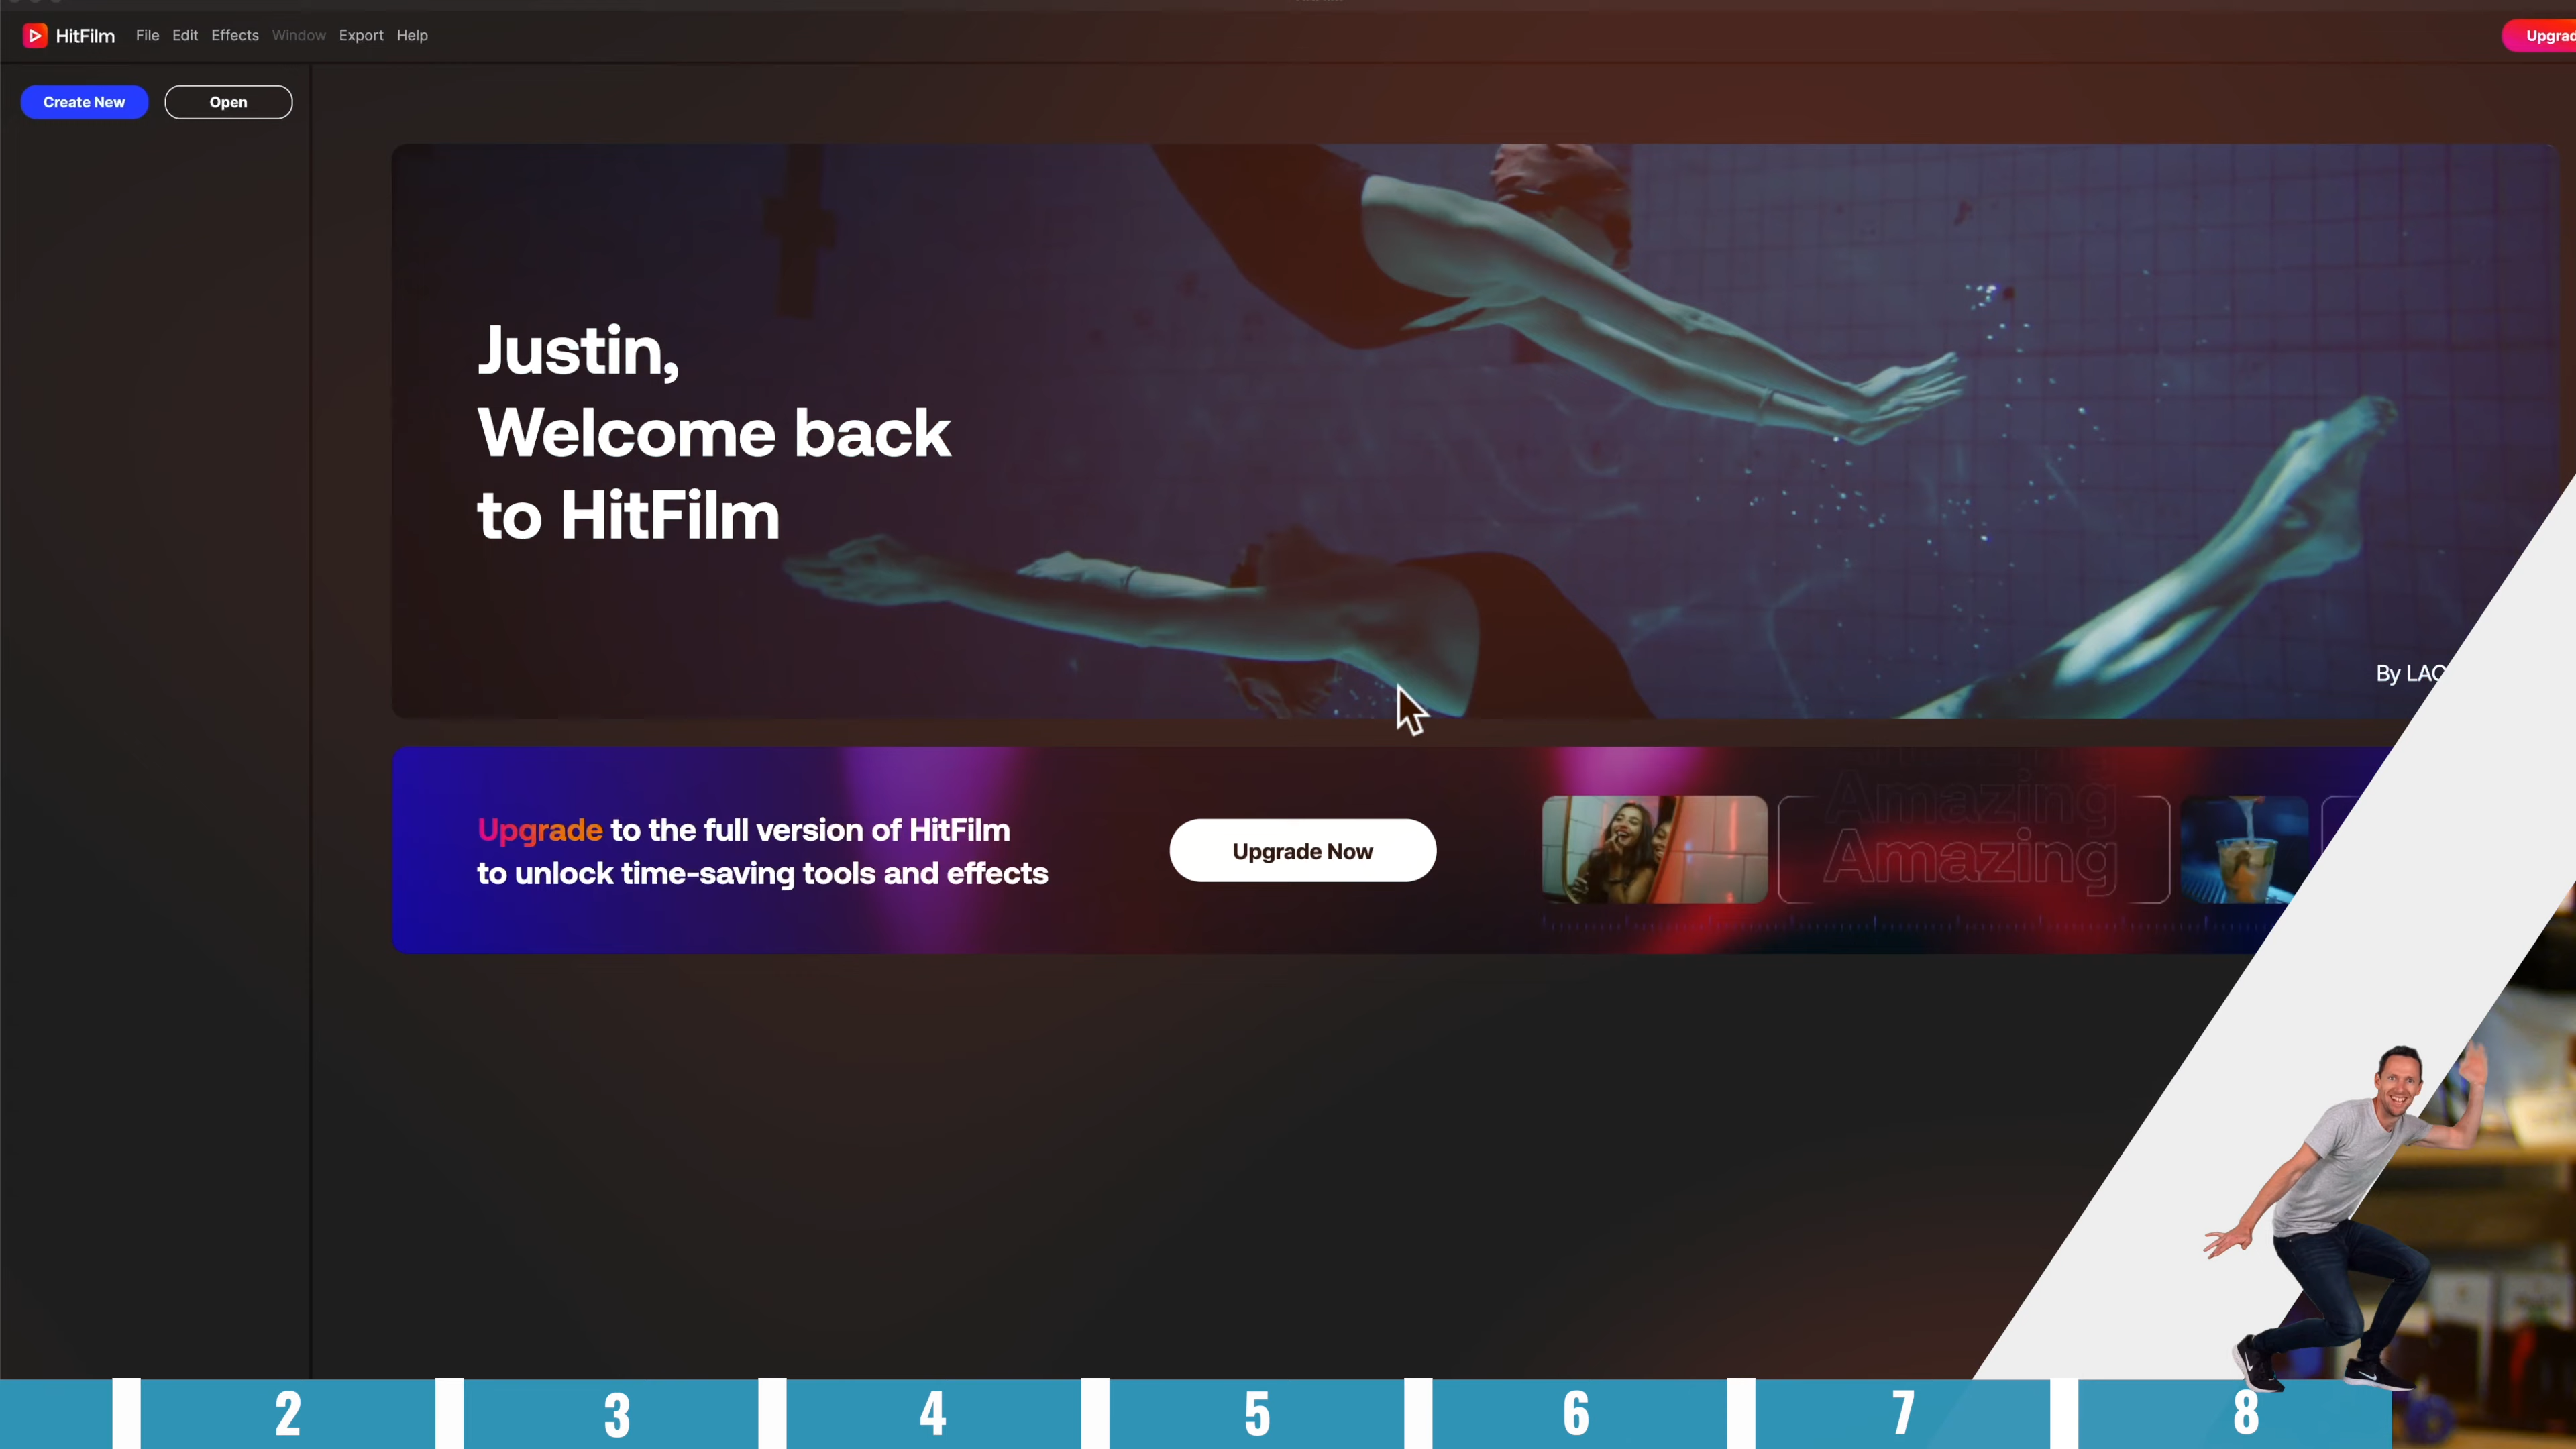 HitFilm File Edit Effects Window Export Help
Create New Open
Justin,
Welcome back
to HitFilm
By
Upgrade to the full version of HitFilm
to unlock time-saving tools and effects
Upgrade Now
Amazing
Amazing
2 3 4 5 6 7 8